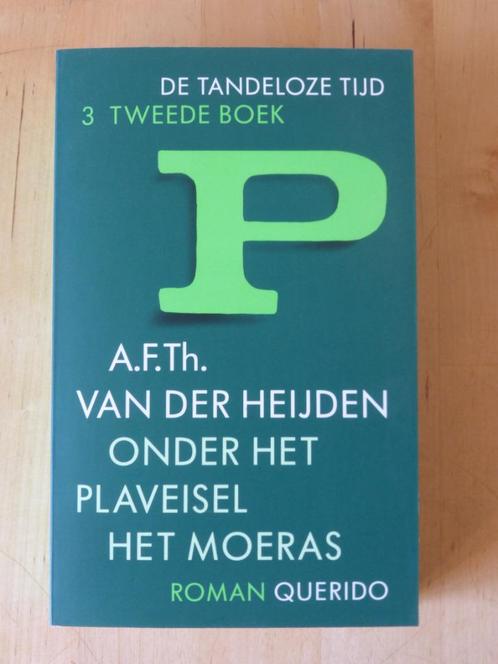 DE TANDELOZE TIJD
3 TWEEDE BOEK
P
A.F.Th.
VAN DER HEIJDEN
ONDER HET
PLAVEISEL
HET MOERAS
ROMAN QUERIDO